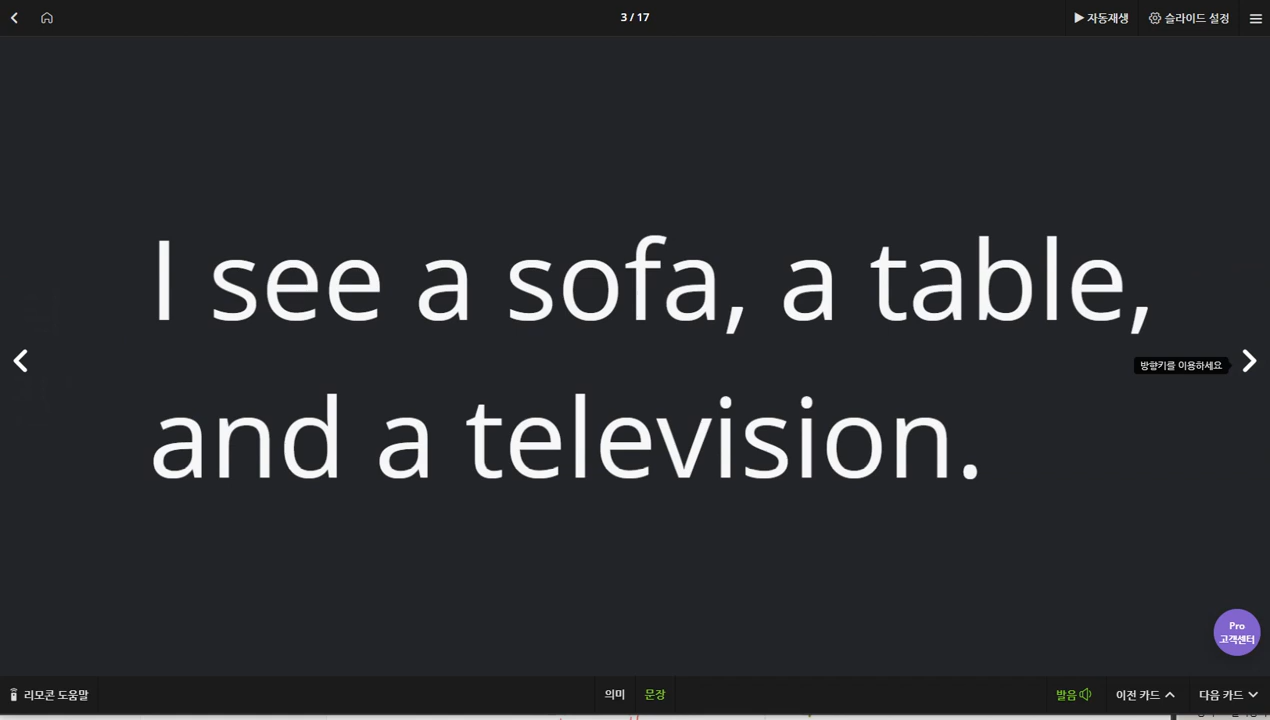 3 / 17
자동재생
슬라이드 설정
I see a sofa, a table,
and a television.
방향키를 이용하세요
Pro
고객센터
리모콘 도움말
의미
문장
발음
이전 카드
다음 카드